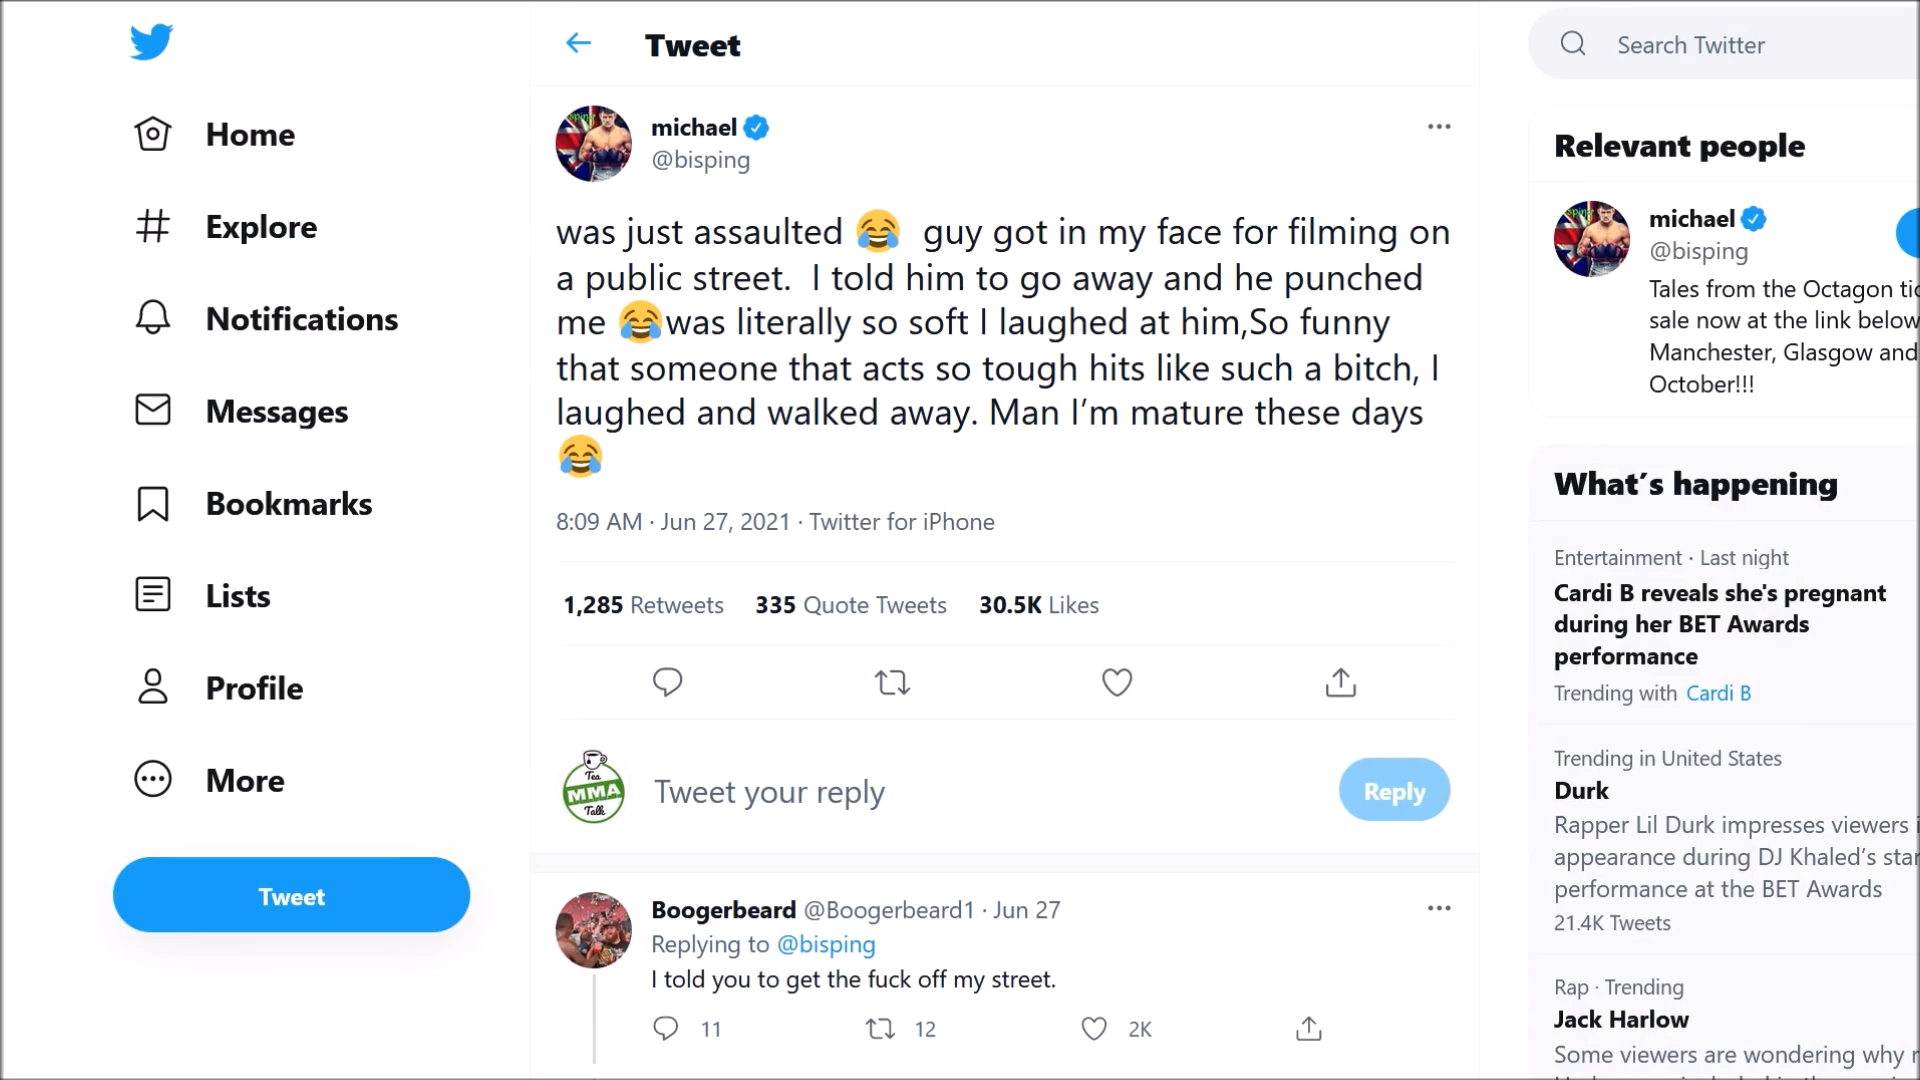 Tweet
Search Twitter
Home
Explore
Notifications
Messages
Bookmarks
Lists
Profile
More
Tweet
michael
@bisping
was just assaulted 😂 guy got in my face for filming on
a public street. I told him to go away and he punched
me 😂was literally so soft I laughed at him,So funny
that someone that acts so tough hits like such a bitch, I
laughed and walked away. Man I’m mature these days
😂
8:09 AM · Jun 27, 2021 · Twitter for iPhone
1,285 Retweets 335 Quote Tweets 30.5K Likes
Tea
MMA
Talk
Tweet your reply
Reply
Boogerbeard @Boogerbeard1 · Jun 27
Replying to @bisping
I told you to get the fuck off my street.
11 12 2K
Relevant people
michael
@bisping
Tales from the Octagon
sale now at the link below
Manchester, Glasgow and
October!!!
What's happening
Entertainment · Last night
Cardi B reveals she's pregnant
during her BET Awards
performance
Trending with Cardi B
Trending in United States
Durk
Rapper Lil Durk impresses viewers
appearance during DJ Khaled’s
performance at the BET Awards
21.4K Tweets
Rap · Trending
Jack Harlow
Some viewers are wondering why